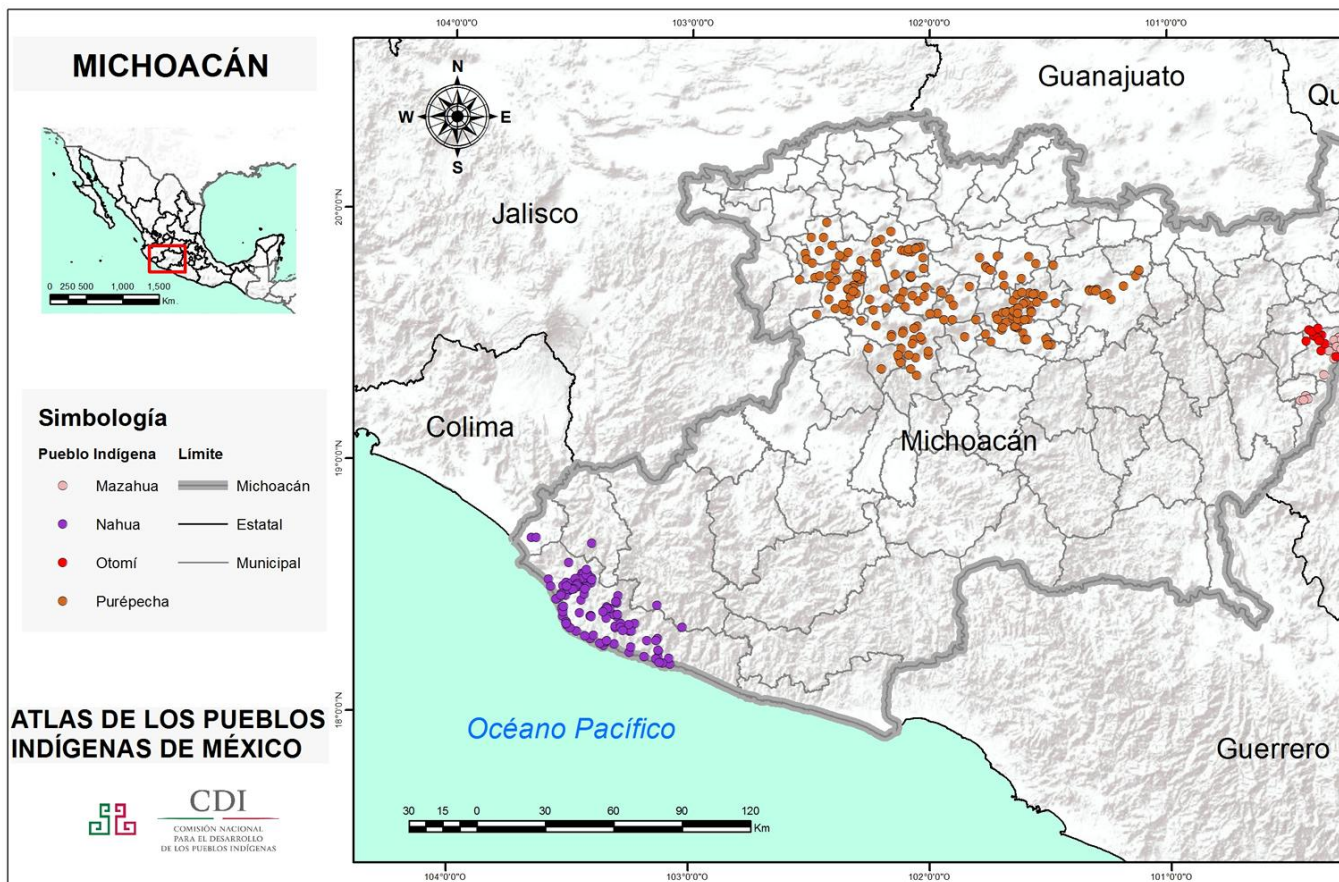 MICHOACÁN
0 250 500 1,000 1,500
Km.
Simbología
Pueblo Indígena Límite
Mazahua Michoacán
Nahua Estatal
Otomí Municipal
Purépecha
ATLAS DE LOS PUEBLOS
INDÍGENAS DE MÉXICO
CDI
COMISIÓN NACIONAL
PARA EL DESARROLLO
DE LOS PUEBLOS INDÍGENAS
104°0'0"O 103°0'0"O 102°0'0"O 101°0'0"O
N
W E
S
Guanajuato
Qu
20°0'0"N
Jalisco
Colima
Michoacán
19°0'0"N
18°0'0"N
Océano Pacífico
Guerrero
30 15 0 30 60 90 120
Km
104°0'0"O 103°0'0"O 102°0'0"O 101°0'0"O